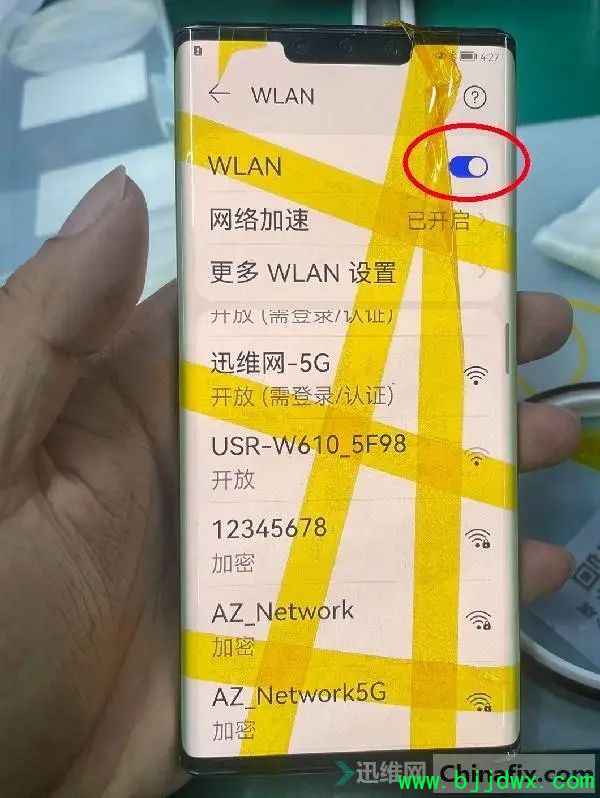 4:27
WLAN
WLAN
网络加速 已开启
更多 WLAN 设置
开放 (需登录/认证)
迅维网-5G
开放 (需登录/认证)
USR-W610_5F98
开放
12345678
加密
AZ_Network
加密
AZ_Network5G
加密
迅维网 Chinafix.com
www.bjjdwx.com